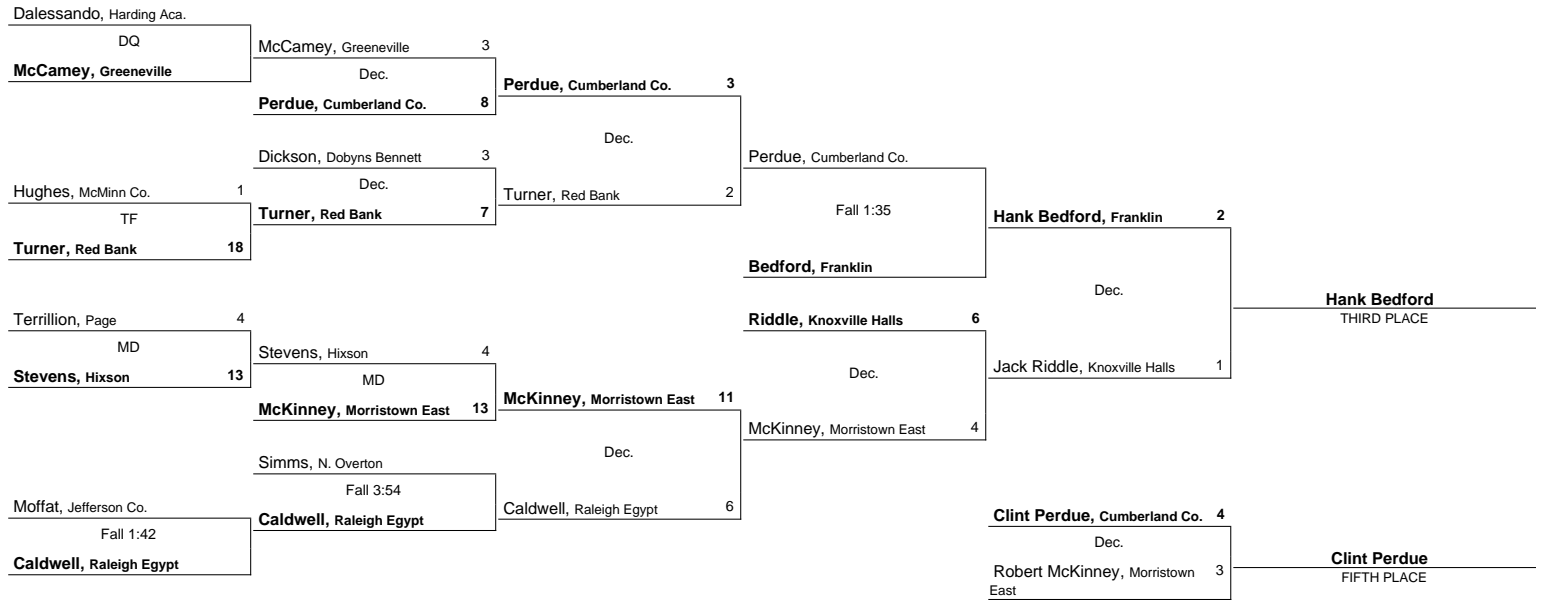 Dalessando, Harding Aca.
DQ
McCamey, Greeneville
Hughes, McMinn Co. 1
TF
Turner, Red Bank 18
Terrillion, Page 4
MD
Stevens, Hixson 13
Moffat, Jefferson Co.
Fall 1:42
Caldwell, Raleigh Egypt
McCamey, Greeneville 3
Dec.
Perdue, Cumberland Co. 8
Dickson, Dobyns Bennett 3
Dec.
Turner, Red Bank 7
Stevens, Hixson 4
MD
McKinney, Morristown East 13
Simms, N. Overton
Fall 3:54
Caldwell, Raleigh Egypt
Perdue, Cumberland Co. 3
Dec.
Turner, Red Bank 2
McKinney, Morristown East 11
Dec.
Caldwell, Raleigh Egypt 6
Perdue, Cumberland Co.
Fall 1:35
Bedford, Franklin
Riddle, Knoxville Halls 6
Dec.
McKinney, Morristown East 4
Hank Bedford, Franklin 2
Dec.
Jack Riddle, Knoxville Halls 1
Hank Bedford
THIRD PLACE
Clint Perdue, Cumberland Co. 4
Dec.
Robert McKinney, Morristown 3
East
Clint Perdue
FIFTH PLACE